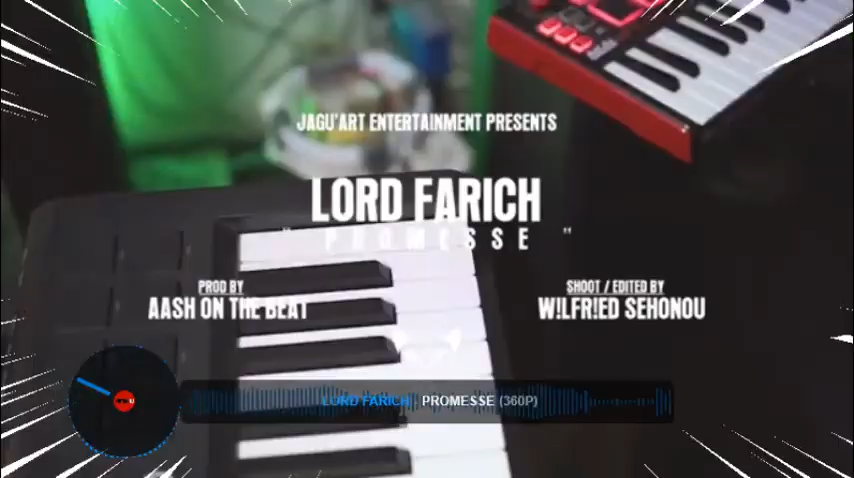 JAGU'ART ENTERTAINMENT PRESENTS
LORD FARICH
" PROMESSE "
PROD BY
AASH ON THE BEAT
SHOOT / EDITED BY
W!LFR!ED SEHONOU
LORD FARICH - PROMESSE (360P)